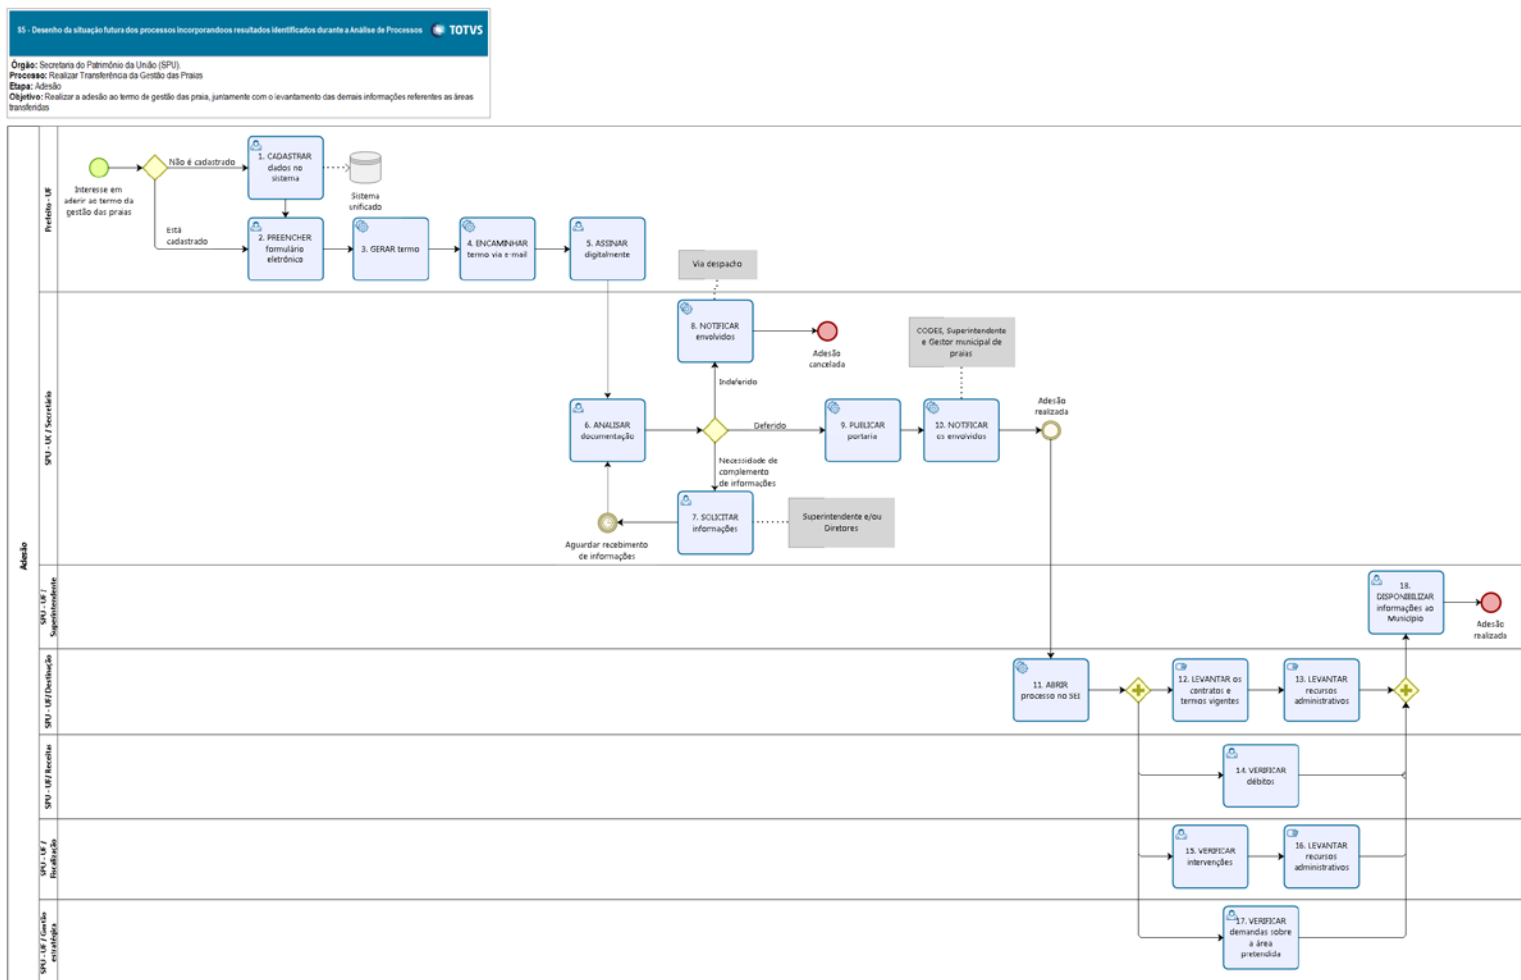 S5 - Desenho da situação futura dos processos incorporandoos resultados identificados durante a Análise de Processos
TOTVS
Órgão: Secretaria do Patrimônio da União (SPU).
Processo: Realizar Transferência da Gestão das Praias
Etapa: Adesão
Objetivo: Realizar a adesão ao termo de gestão das praia, juntamente com o levantamento das demais informações referentes as áreas
transferidas
Adesão
Prefeito - UF
Interesse em
aderir ao termo da
gestão das praias
Não é cadastrado
Está
cadastrado
1. CADASTRAR
dados no
sistema
Sistema
unificado
2. PREENCHER
formulário
eletrônico
3. GERAR termo
4. ENCAMINHAR
termo via e-mail
5. ASSINAR
digitalmente
SPU - UC / Secretário
Via despacho
8. NOTIFICAR
envolvidos
Adesão
cancelada
Indeferido
6. ANALISAR
documentação
Deferido
Necessidade de
complemento
de informações
7. SOLICITAR
informações
Superintendente e/ou
Diretores
Aguardar recebimento
de informações
9. PUBLICAR
portaria
CODES, Superintendente
e Gestor municipal de
praias
10. NOTIFICAR
os envolvidos
Adesão
realizada
SPU - UF /
Superintendente
18.
DISPONIBILIZAR
informações ao
Município
Adesão
realizada
SPU - UF/ Destinação
11. ABRIR
processo no SEI
12. LEVANTAR os
contratos e
termos vigentes
13. LEVANTAR
recursos
administrativos
SPU - UF/ Receitas
14. VERIFICAR
débitos
SPU - UF /
Fiscalização
15. VERIFICAR
intervenções
16. LEVANTAR
recursos
administrativos
SPU - UF / Gestão
estratégica
17. VERIFICAR
demandas sobre
a área
pretendida